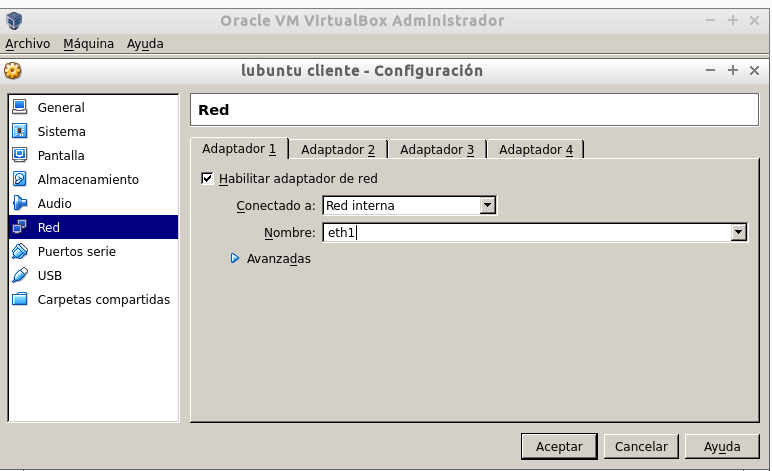 Oracle VM VirtualBox Administrador
Archivo Máquina Ayuda
lubuntu cliente - Configuración
General
Sistema
Pantalla
Almacenamiento
Audio
Red
Puertos serie
USB
Carpetas compartidas
Red
Adaptador 1 Adaptador 2 Adaptador 3 Adaptador 4
Habilitar adaptador de red
Conectado a: Red interna
Nombre: eth1
Avanzadas
Aceptar Cancelar Ayuda